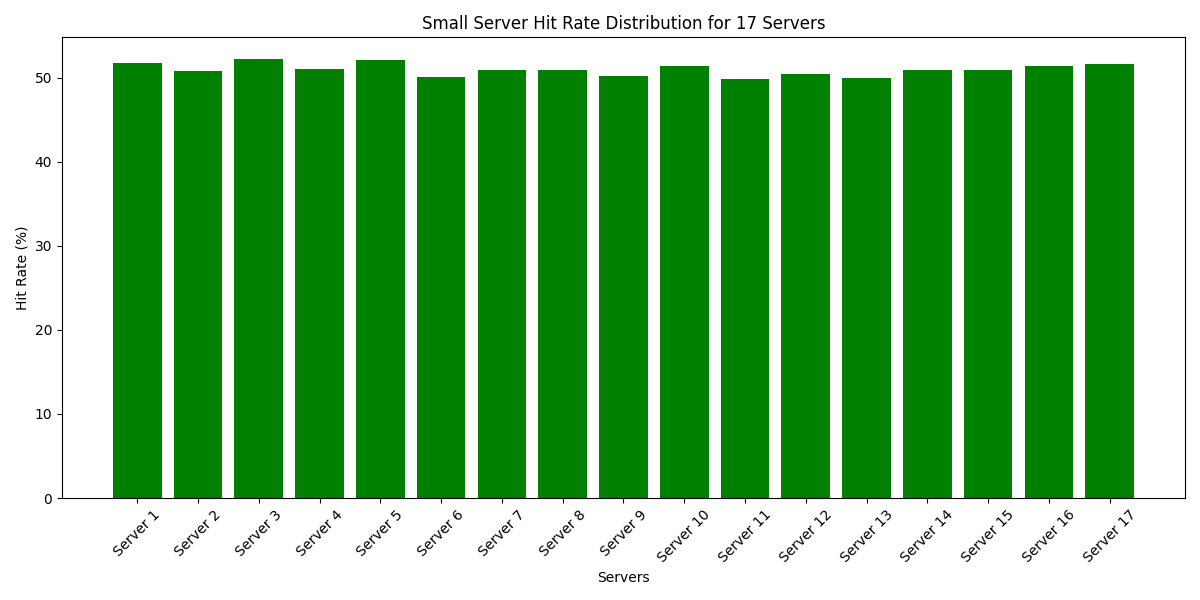 Small Server Hit Rate Distribution for 17 Servers
Hit Rate (%)
50
40
30
20
10
0
Server 1
Server 2
Server 3
Server 4
Server 5
Server 6
Server 7
Server 8
Server 9
Server 10
Server 11
Server 12
Server 13
Server 14
Server 15
Server 16
Server 17
Servers